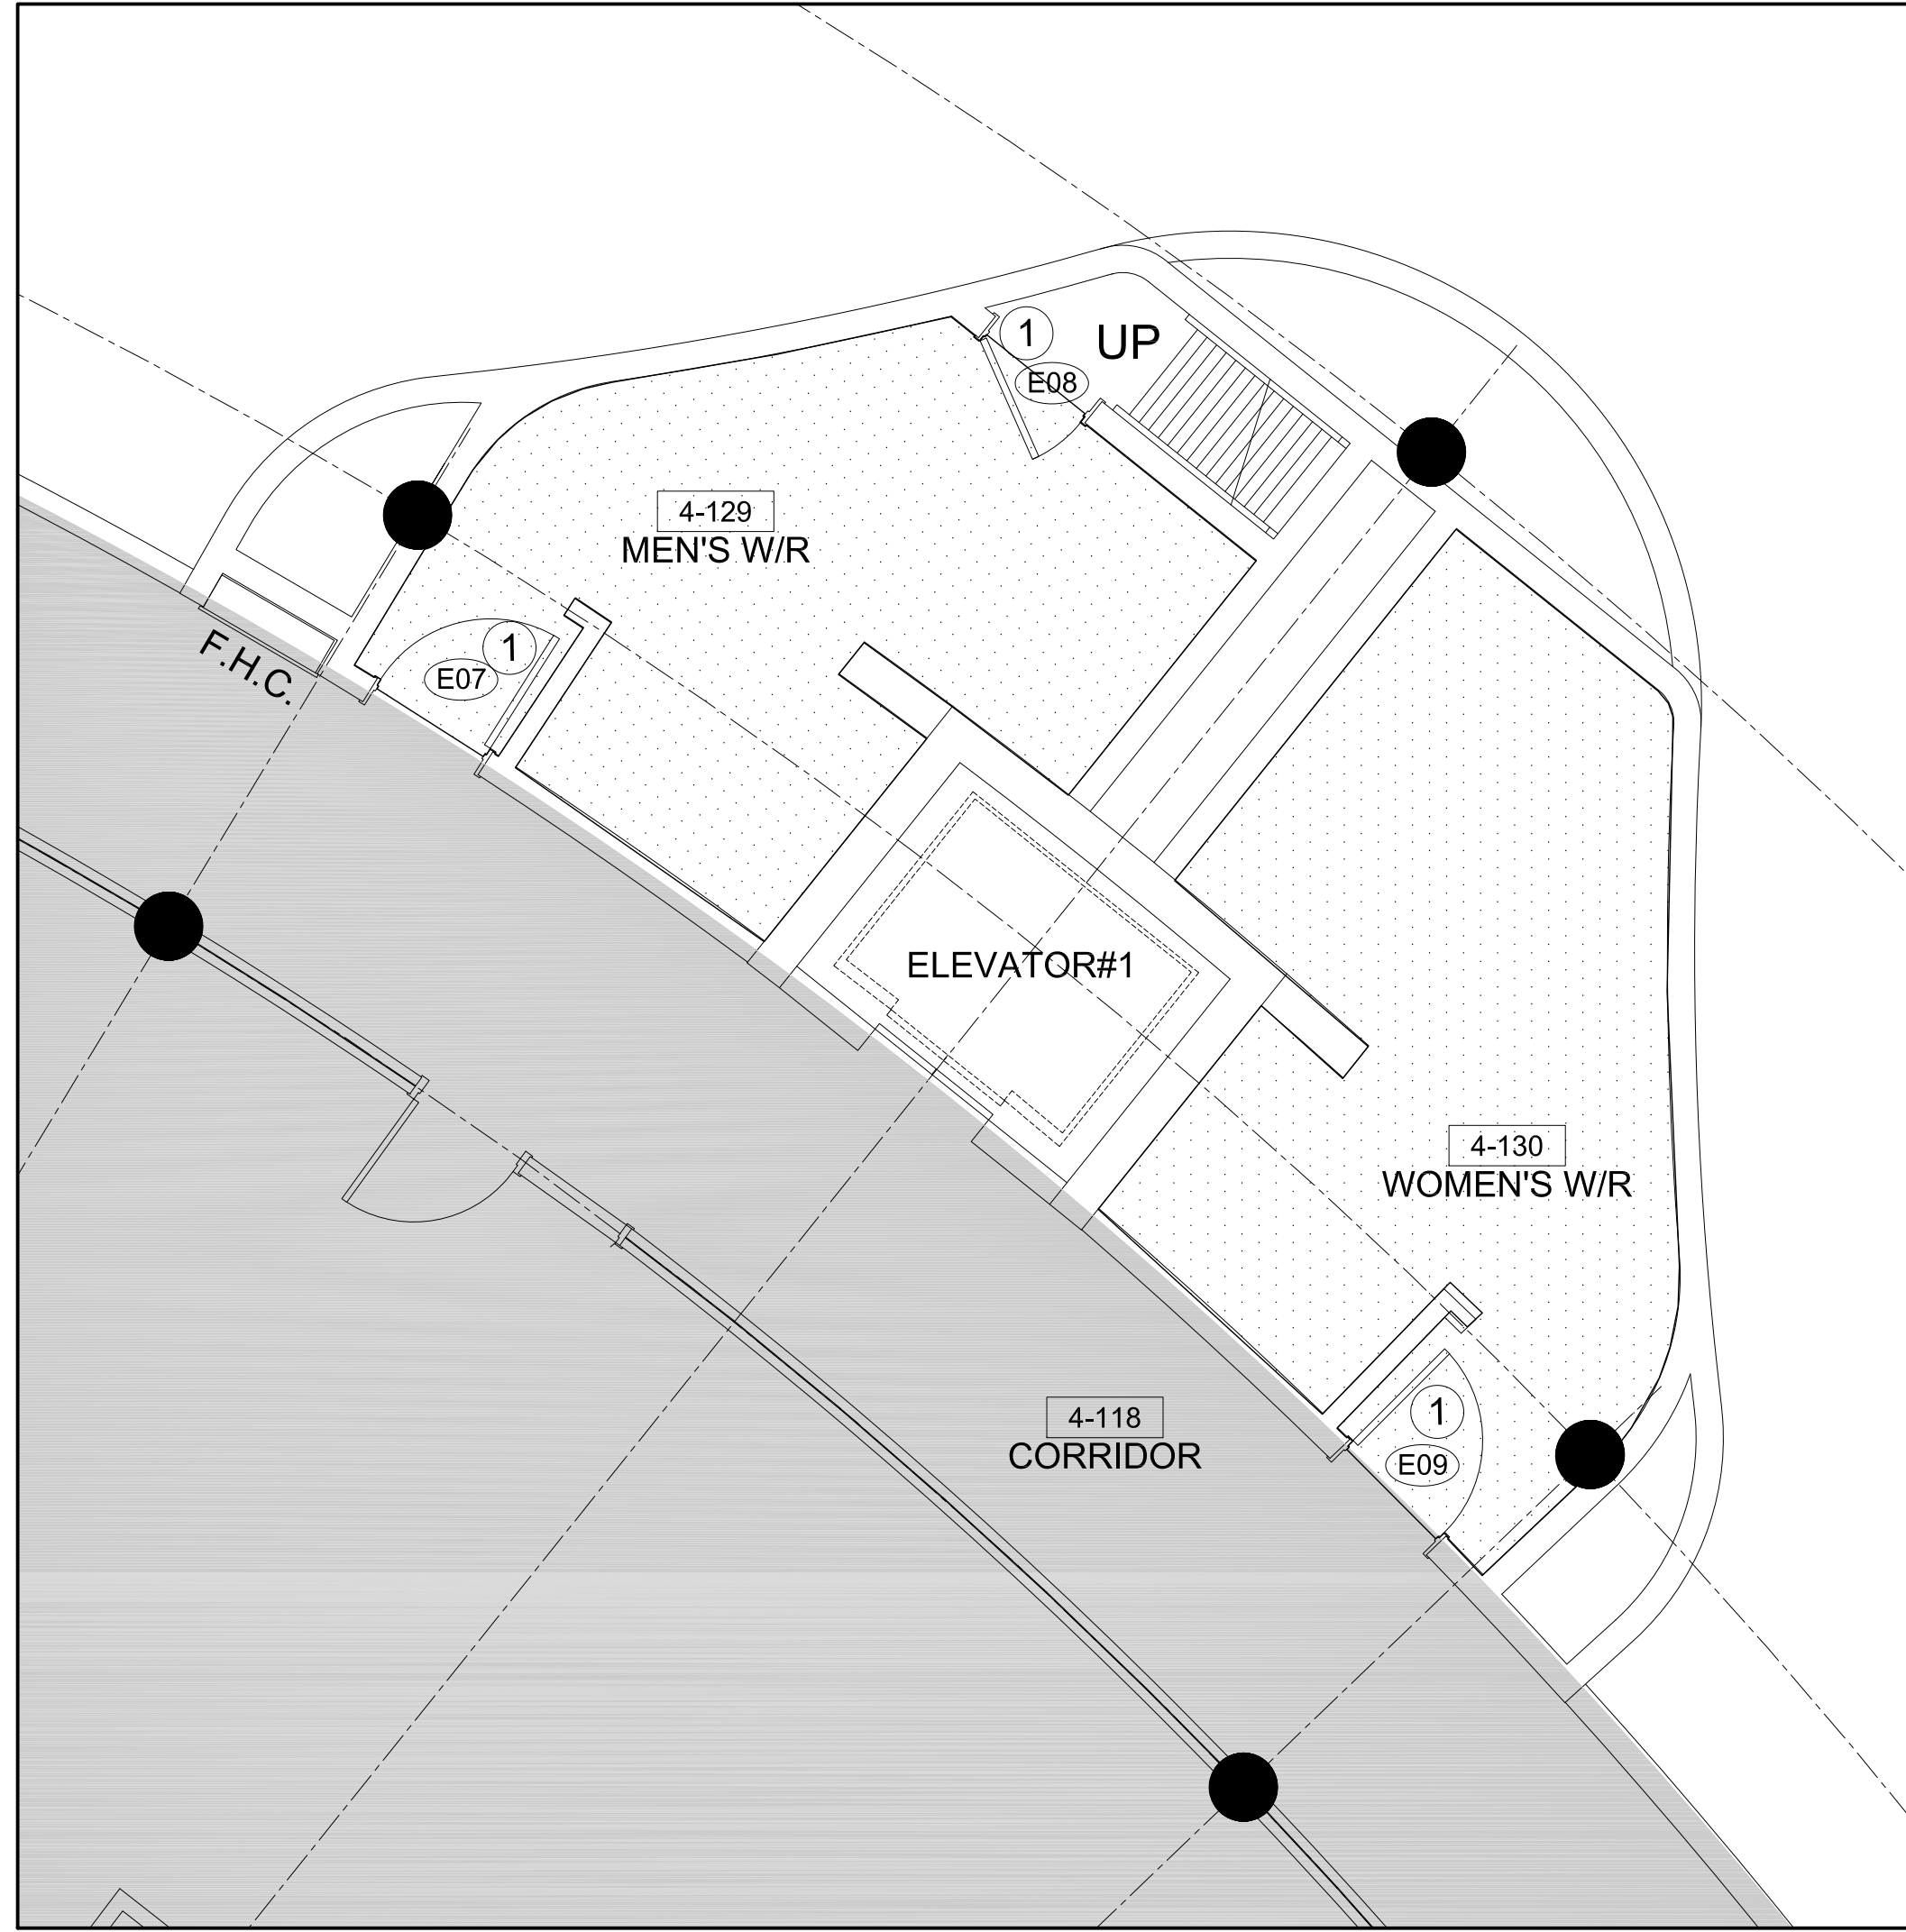 1
UP
E08
4-129
MEN'S W/R
1
E07
F.H.C.
ELEVATOR#1
4-130
WOMEN'S W/R
4-118
CORRIDOR
1
E09